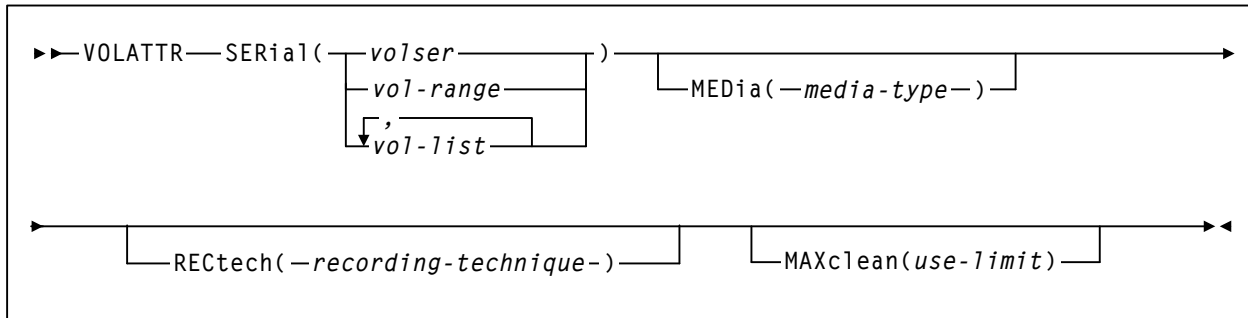 VOLATTR SERial( volser )
vol-range
,
vol-list
MEDia( media-type )
RECtech( recording-technique )
MAXclean(use-limit)